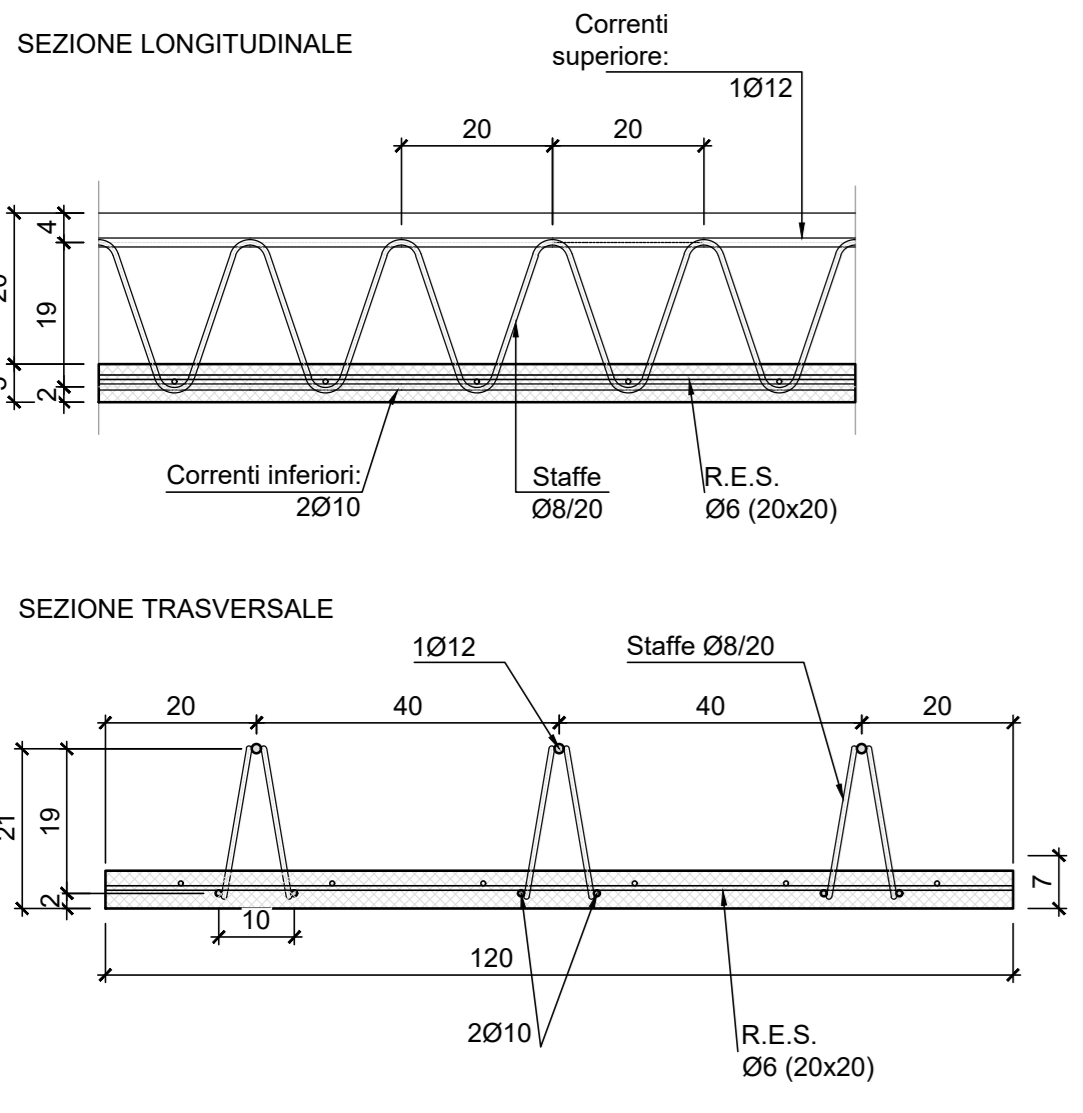 SEZIONE LONGITUDINALE
Correnti
superiore:
1Ø12
20
20
4
19
2
Correnti inferiori:
2Ø10
Staffe
Ø8/20
R.E.S.
Ø6 (20x20)
SEZIONE TRASVERSALE
1Ø12
Staffe Ø8/20
20
40
40
20
21
19
2
7
10
120
2Ø10
R.E.S.
Ø6 (20x20)